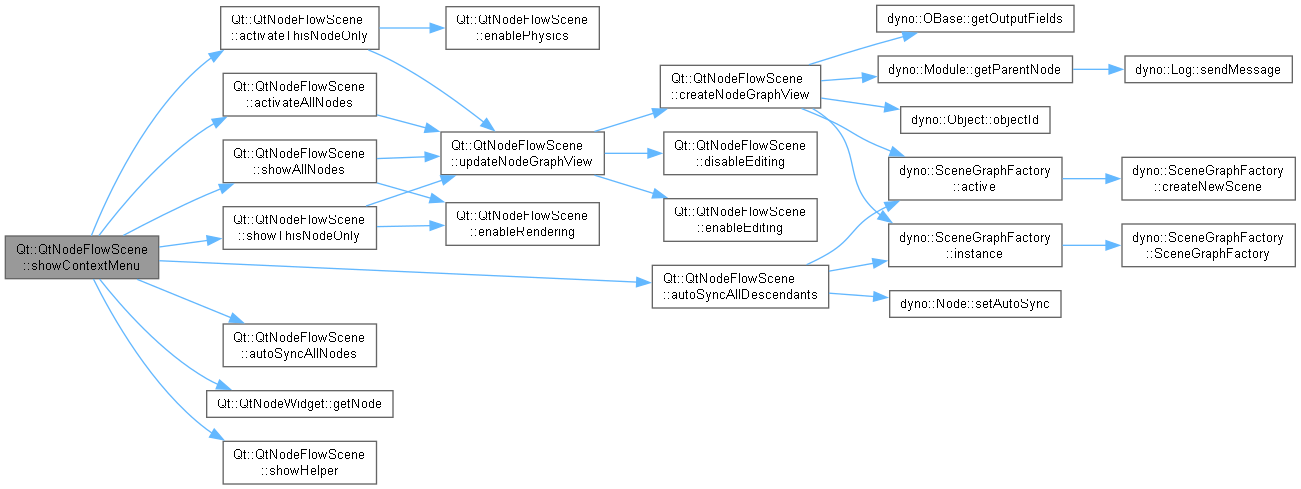 Qt::QtNodeFlowScene
::showContextMenu
Qt::QtNodeFlowScene
::activateThisNodeOnly
Qt::QtNodeFlowScene
::activateAllNodes
Qt::QtNodeFlowScene
::showAllNodes
Qt::QtNodeFlowScene
::showThisNodeOnly
Qt::QtNodeFlowScene
::autoSyncAllNodes
Qt::QtNodeWidget::getNode
Qt::QtNodeFlowScene
::showHelper
Qt::QtNodeFlowScene
::enablePhysics
Qt::QtNodeFlowScene
::updateNodeGraphView
Qt::QtNodeFlowScene
::enableRendering
Qt::QtNodeFlowScene
::createNodeGraphView
Qt::QtNodeFlowScene
::disableEditing
Qt::QtNodeFlowScene
::enableEditing
Qt::QtNodeFlowScene
::autoSyncAllDescendants
dyno::OBase::getOutputFields
dyno::Module::getParentNode
dyno::Object::objectId
dyno::SceneGraphFactory
::active
dyno::SceneGraphFactory
::instance
dyno::Node::setAutoSync
dyno::Log::sendMessage
dyno::SceneGraphFactory
::createNewScene
dyno::SceneGraphFactory
::SceneGraphFactory